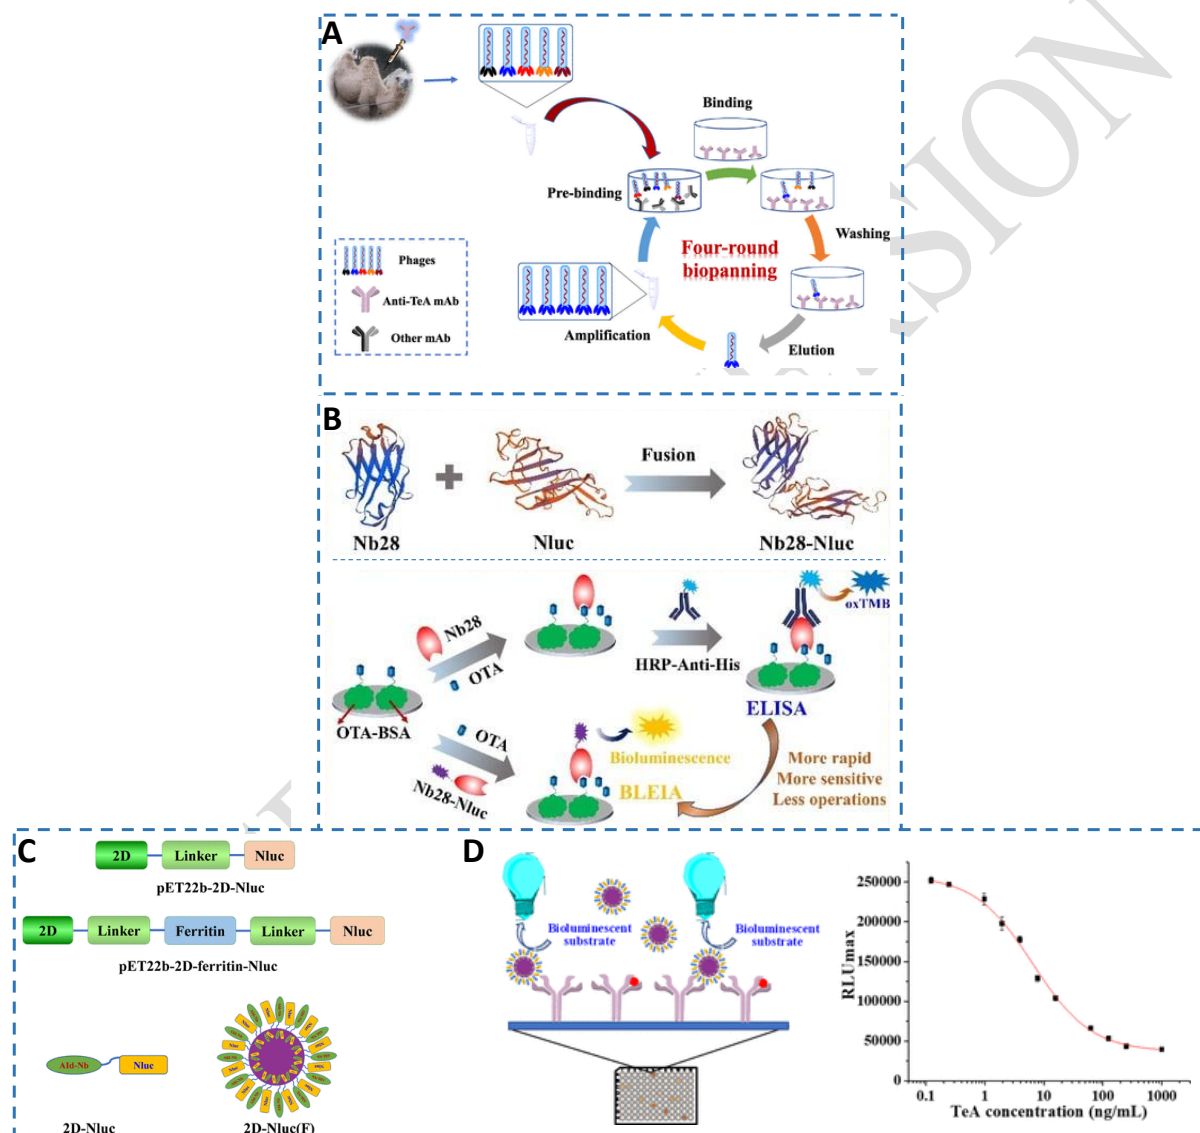 A
Binding
Pre-binding
Washing
Four-round
biopanning
Phages
Anti-TeA mAb
Other mAb
Amplification
Elution
B
Fusion
Nb28
Nluc
Nb28-Nluc
Nb28
OTA
HRP-Anti-His
oxTMB
OTA-BSA
ELISA
OTA
Nb28-Nluc
Bioluminescence
BLEIA
More rapid
More sensitive
Less operations
C
2D
Linker
Nluc
pET22b-2D-Nluc
2D
Linker
Ferritin
Linker
Nluc
pET22b-2D-ferritin-Nluc
AId-Nb
Nluc
2D-Nluc
2D-Nluc(F)
D
Bioluminescent
substrate
Bioluminescent
substrate
RLUmax
250000
200000
150000
100000
50000
0
0.1
1
10
100
1000
TeA concentration (ng/mL)